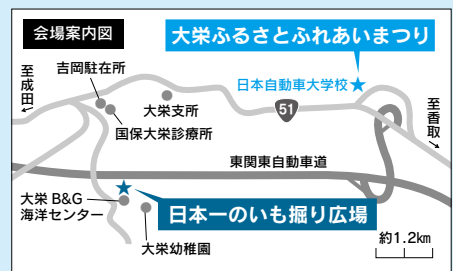 会場案内図
大栄ふるさとふれあいまつり
至成田
吉岡駐在所
大栄支所
日本自動車大学校
51
至香取
国保大栄診療所
東関東自動車道
大栄 B&G
海洋センター
日本一のいも掘り広場
大栄幼稚園
約1.2km